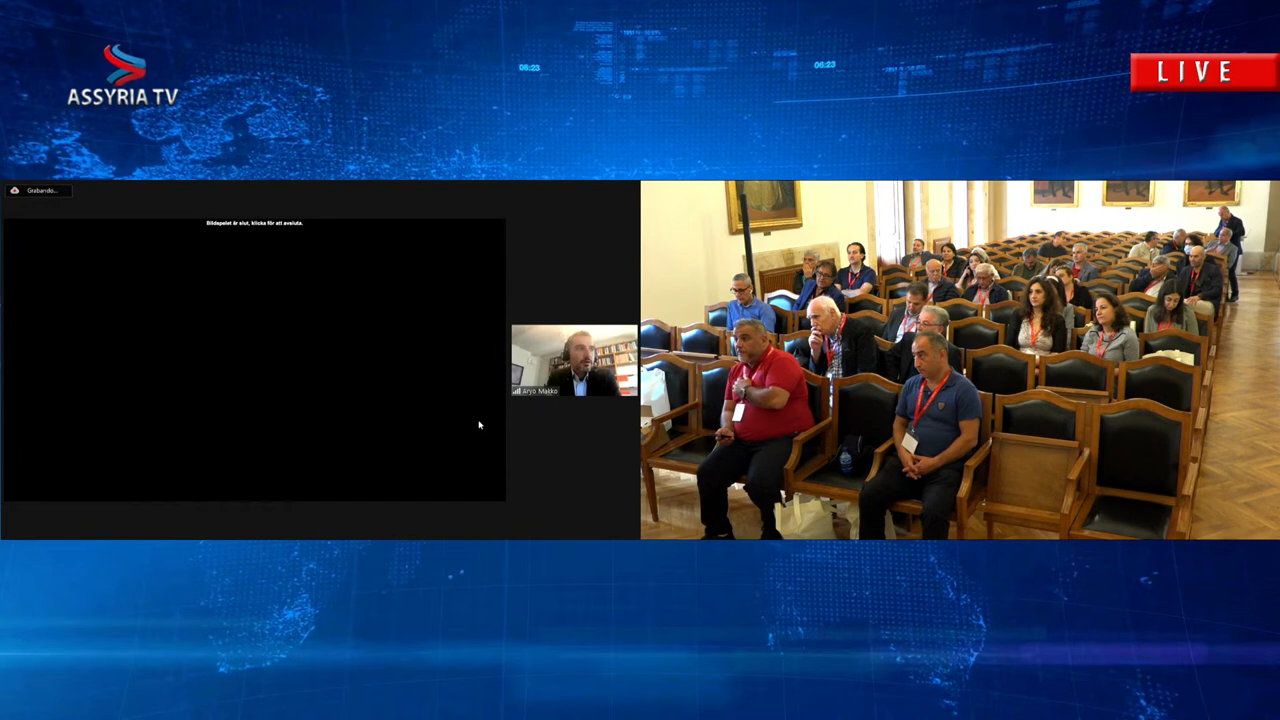 ASSYRIA TV
06:23
06:23
LIVE
Grabando...
Bildspelet är slut, klicka för att avsluta.
Aryo Makko